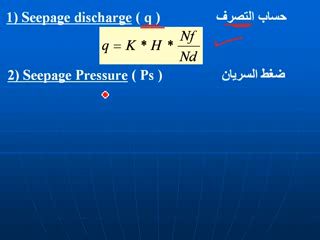 1) Seepage discharge ( q ) حساب التصرف
q = K * H * Nf / Nd
2) Seepage Pressure ( Ps ) ضغط السريان